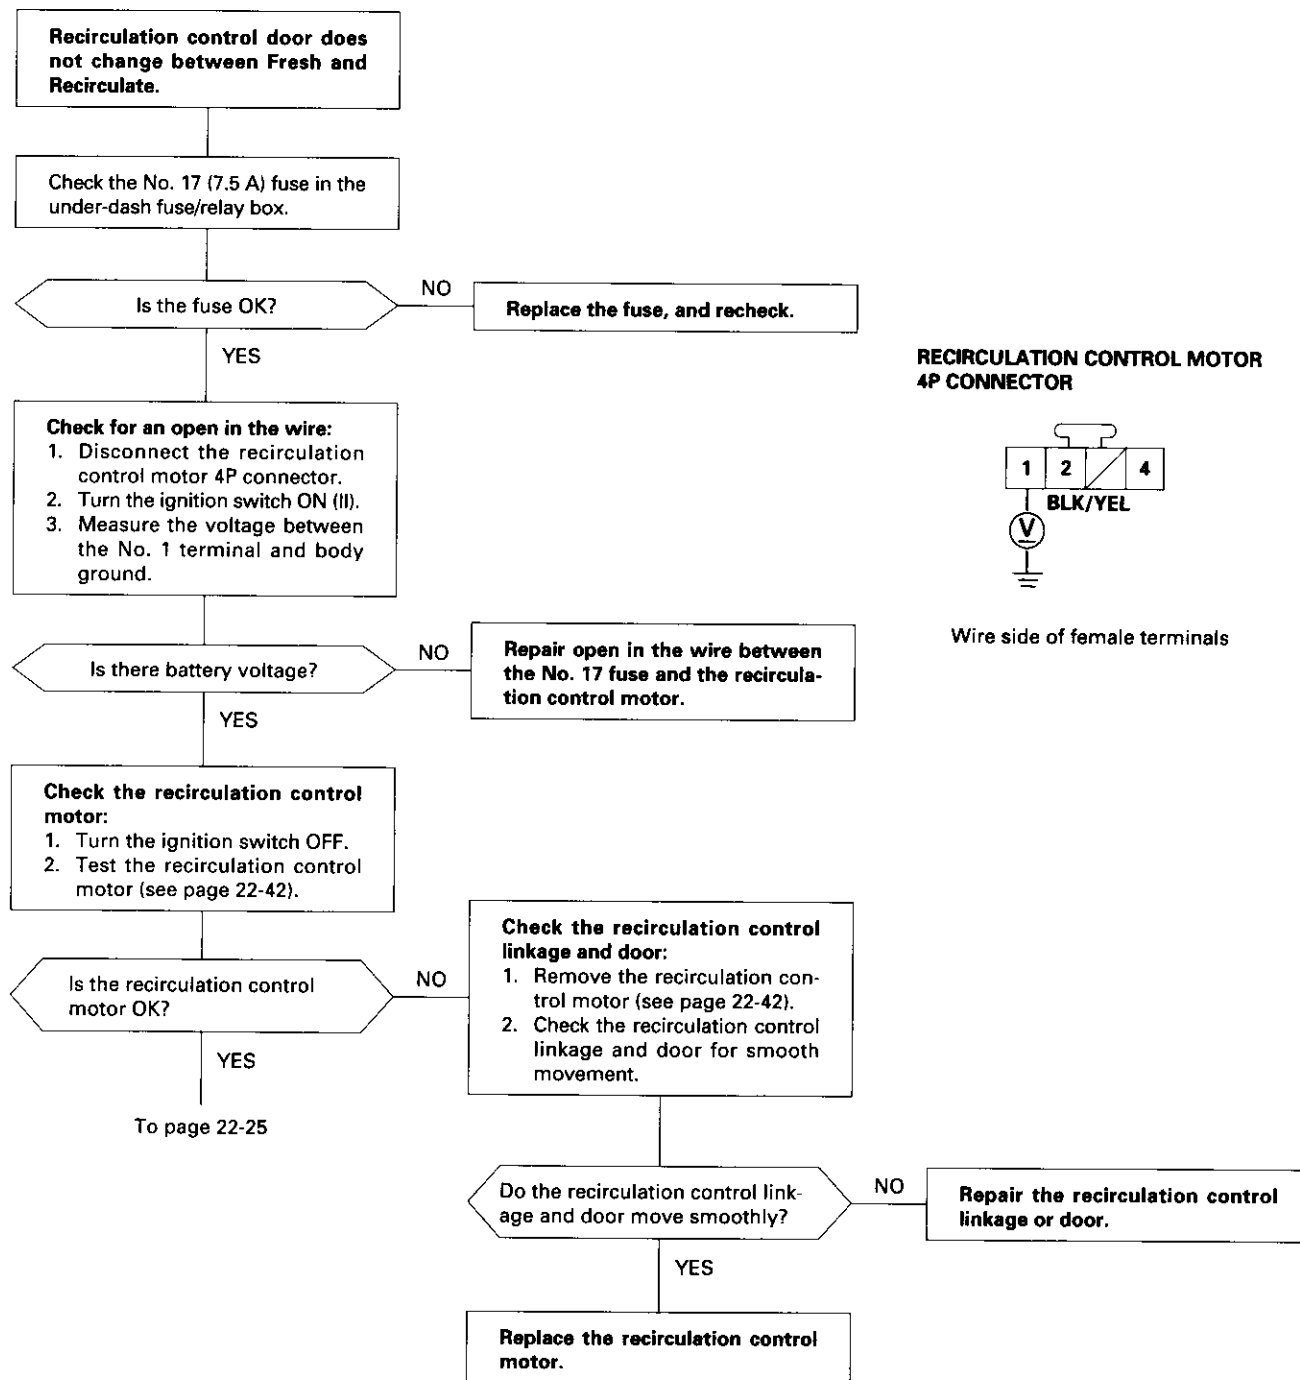 Recirculation control door does
not change between Fresh and
Recirculate.
Check the No. 17 (7.5 A) fuse in the
under-dash fuse/relay box.
Is the fuse OK?
NO
Replace the fuse, and recheck.
YES
RECIRCULATION CONTROL MOTOR
4P CONNECTOR
1 2 4
BLK/YEL
V
Wire side of female terminals
Check for an open in the wire:
1. Disconnect the recirculation
control motor 4P connector.
2. Turn the ignition switch ON (II).
3. Measure the voltage between
the No. 1 terminal and body
ground.
Is there battery voltage?
NO
Repair open in the wire between
the No. 17 fuse and the recircula-
tion control motor.
YES
Check the recirculation control
motor:
1. Turn the ignition switch OFF.
2. Test the recirculation control
motor (see page 22-42).
Is the recirculation control
motor OK?
NO
Check the recirculation control
linkage and door:
1. Remove the recirculation con-
trol motor (see page 22-42).
2. Check the recirculation control
linkage and door for smooth
movement.
YES
To page 22-25
Do the recirculation control link-
age and door move smoothly?
NO
Repair the recirculation control
linkage or door.
YES
Replace the recirculation control
motor.